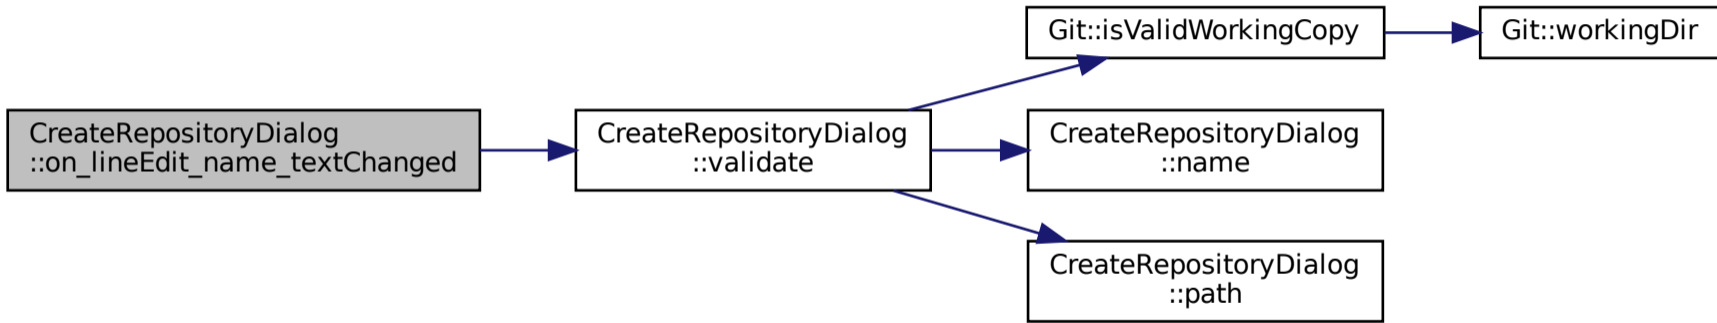 CreateRepositoryDialog
::on_lineEdit_name_textChanged
CreateRepositoryDialog
::validate
Git::isValidWorkingCopy
Git::workingDir
CreateRepositoryDialog
::name
CreateRepositoryDialog
::path